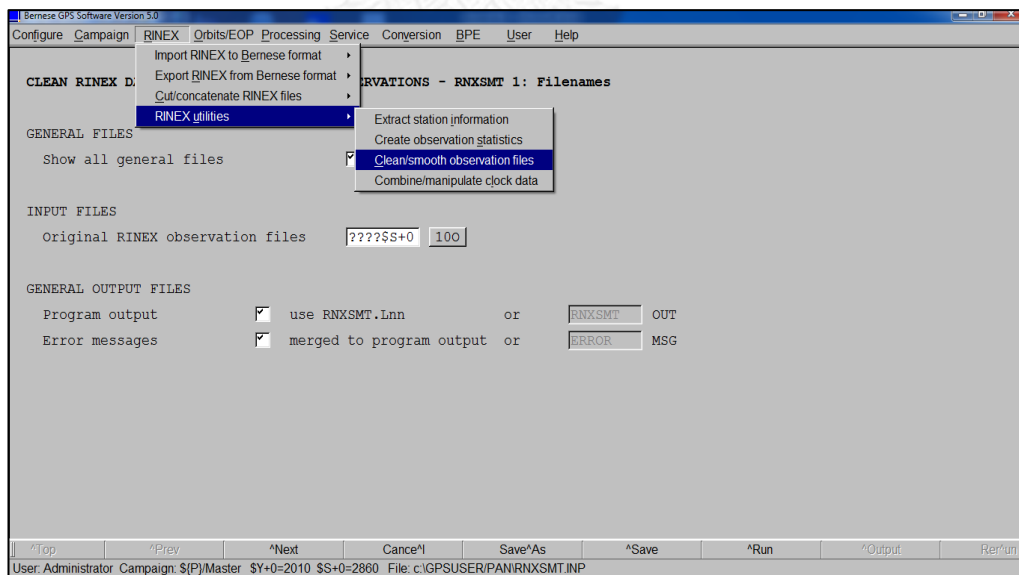 Bernese GPS Software Version 5.0
Configure Campaign RINEX Orbits/EOP Processing Service Conversion BPE User Help
Import RINEX to Bernese format
CLEAN RINEX D
Export RINEX from Bernese format
RVATIONS - RNXSMT 1: Filenames
Cut/concatenate RINEX files
RINEX utilities
Extract station information
GENERAL FILES
Create observation statistics
Show all general files
Clean/smooth observation files
Combine/manipulate clock data
INPUT FILES
Original RINEX observation files ????$S+0 10O
GENERAL OUTPUT FILES
Program output use RNXSMT.Lnn or RNXSMT OUT
Error messages merged to program output or ERROR MSG
^Top ^Prev ^Next Cance^l Save^As ^Save ^Run ^Output Rer^un
User: Administrator Campaign: ${P}/Master $Y+0=2010 $S+0=2860 File: c:\GPSUSER/PAN\RNXSMT.INP